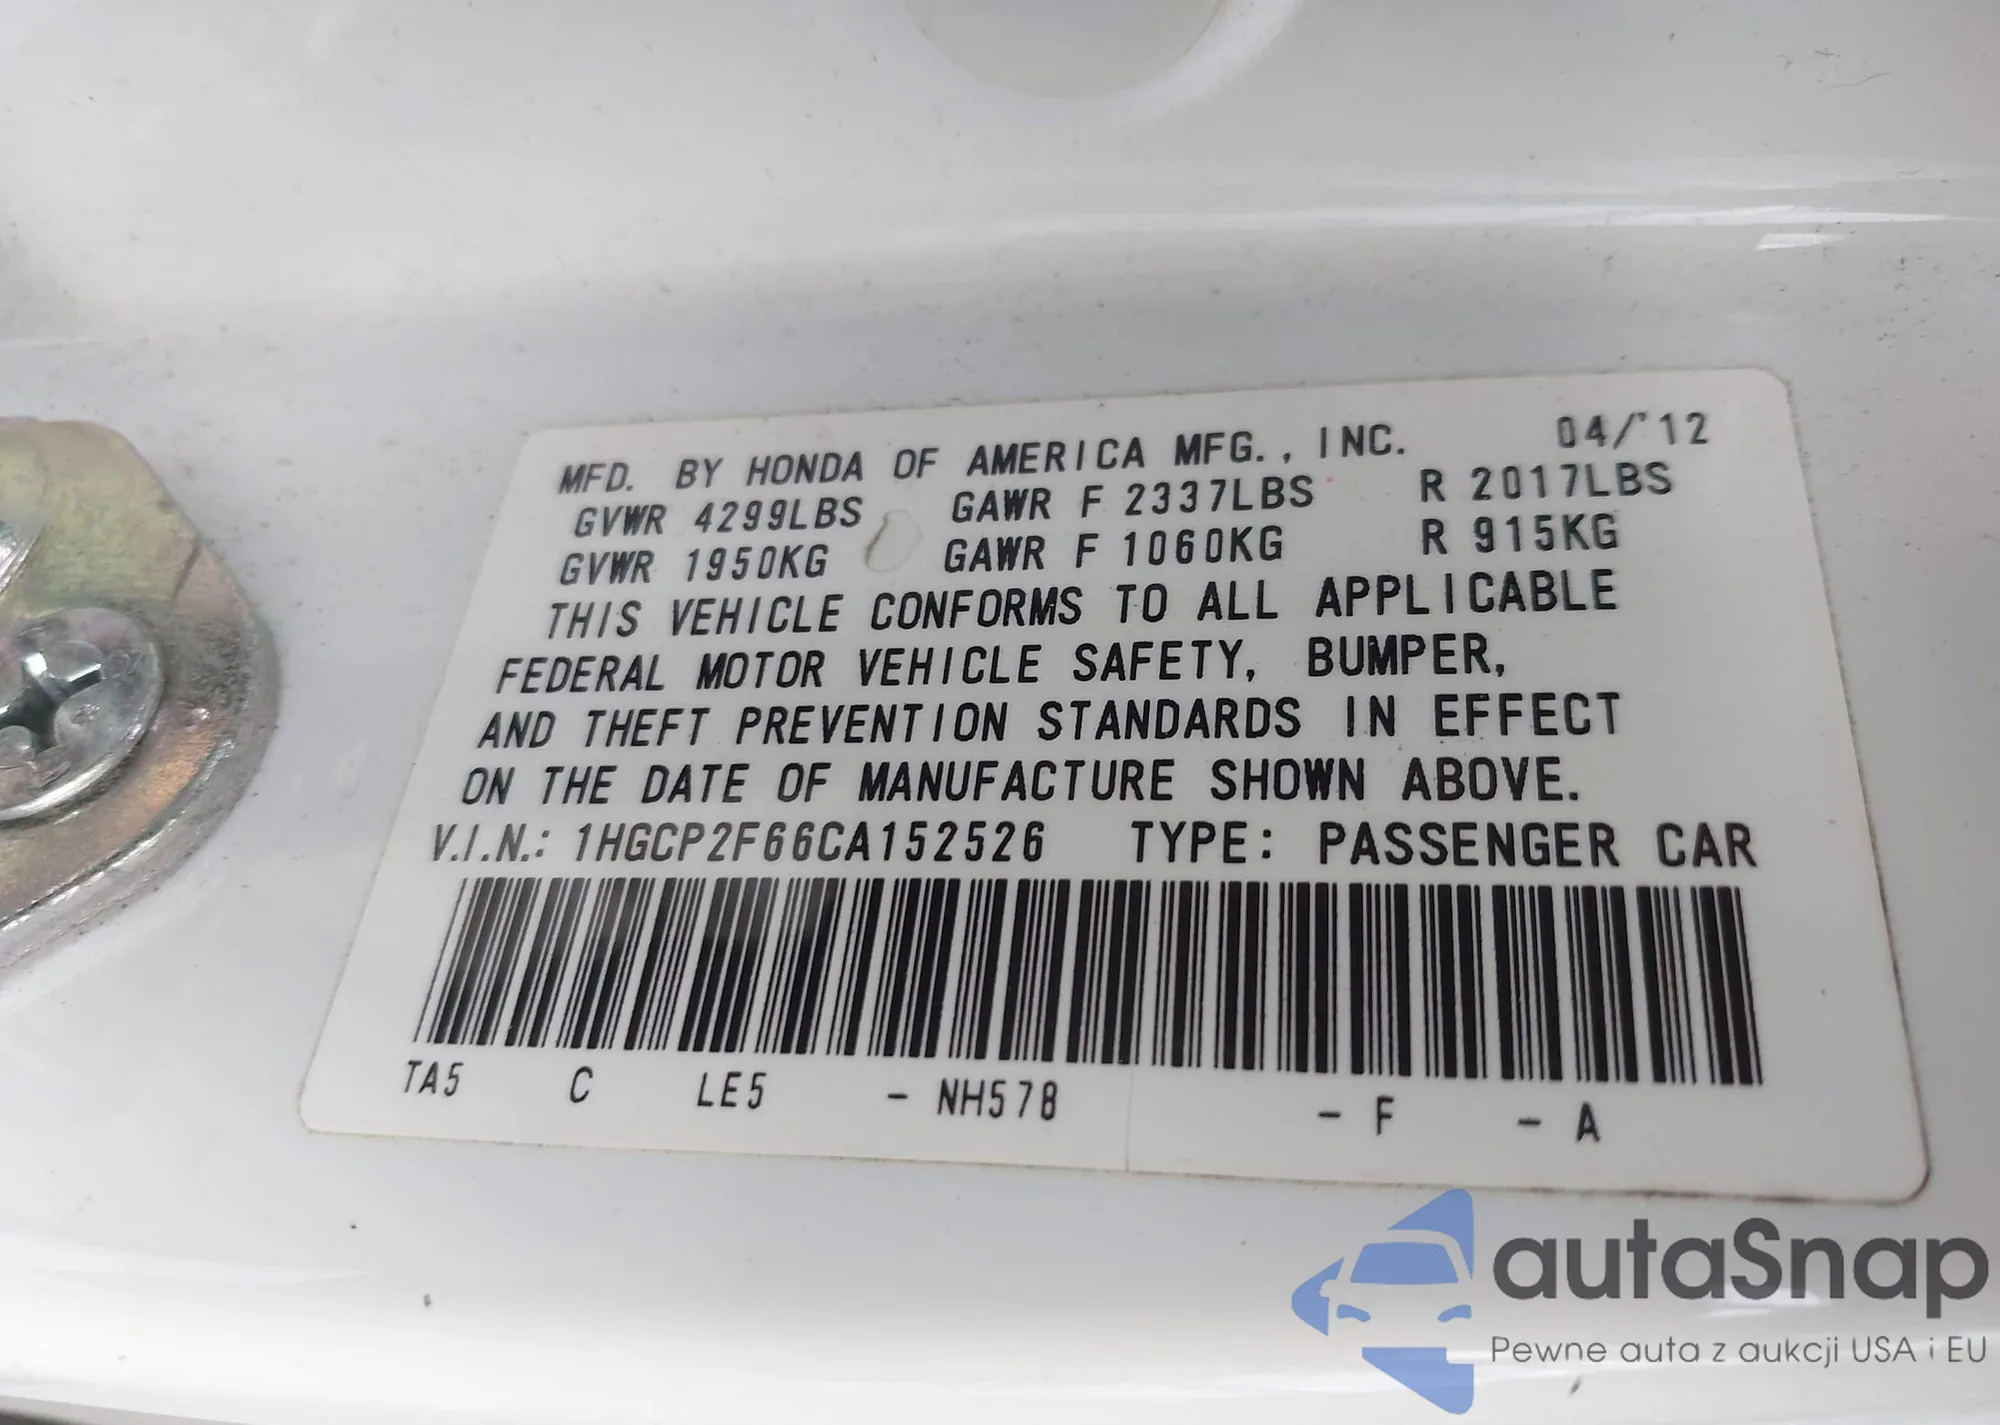 MFD. BY HONDA OF AMERICA MFG., INC. 04/'12
GVWR 4299LBS GAWR F 2337LBS R 2017LBS
GVWR 1950KG GAWR F 1060KG R 915KG
THIS VEHICLE CONFORMS TO ALL APPLICABLE
FEDERAL MOTOR VEHICLE SAFETY, BUMPER,
AND THEFT PREVENTION STANDARDS IN EFFECT
ON THE DATE OF MANUFACTURE SHOWN ABOVE.
V.I.N.: 1HGCP2F66CA152526 TYPE: PASSENGER CAR
TA5 C LE5 - NH578 - F - A
autaSnap
Pewne auta z aukcji USA i EU